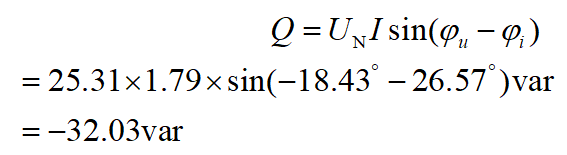 Q = U_N I sin(φ_u − φ_i)
= 25.31×1.79×sin(−18.43° − 26.57°)var
= −32.03var